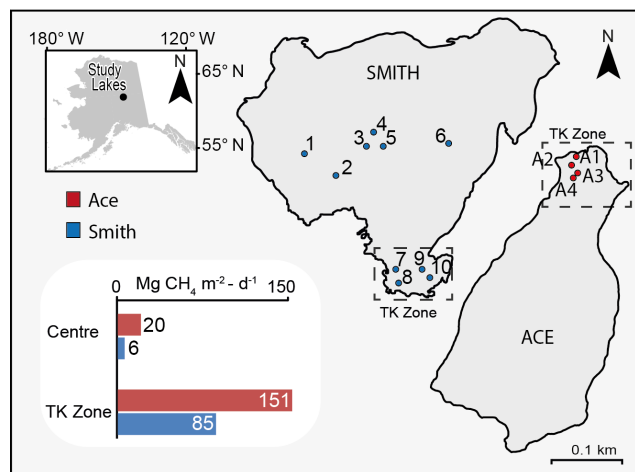 180° W
120° W
N
65° N
55° N
Study
Lakes
N
SMITH
1
2
3
4
5
6
7
8
9
10
TK Zone
TK Zone
A1
A2
A3
A4
ACE
Ace
Smith
0
Mg CH₄ m⁻² - d⁻¹
150
Centre
20
6
TK Zone
151
85
0.1 km